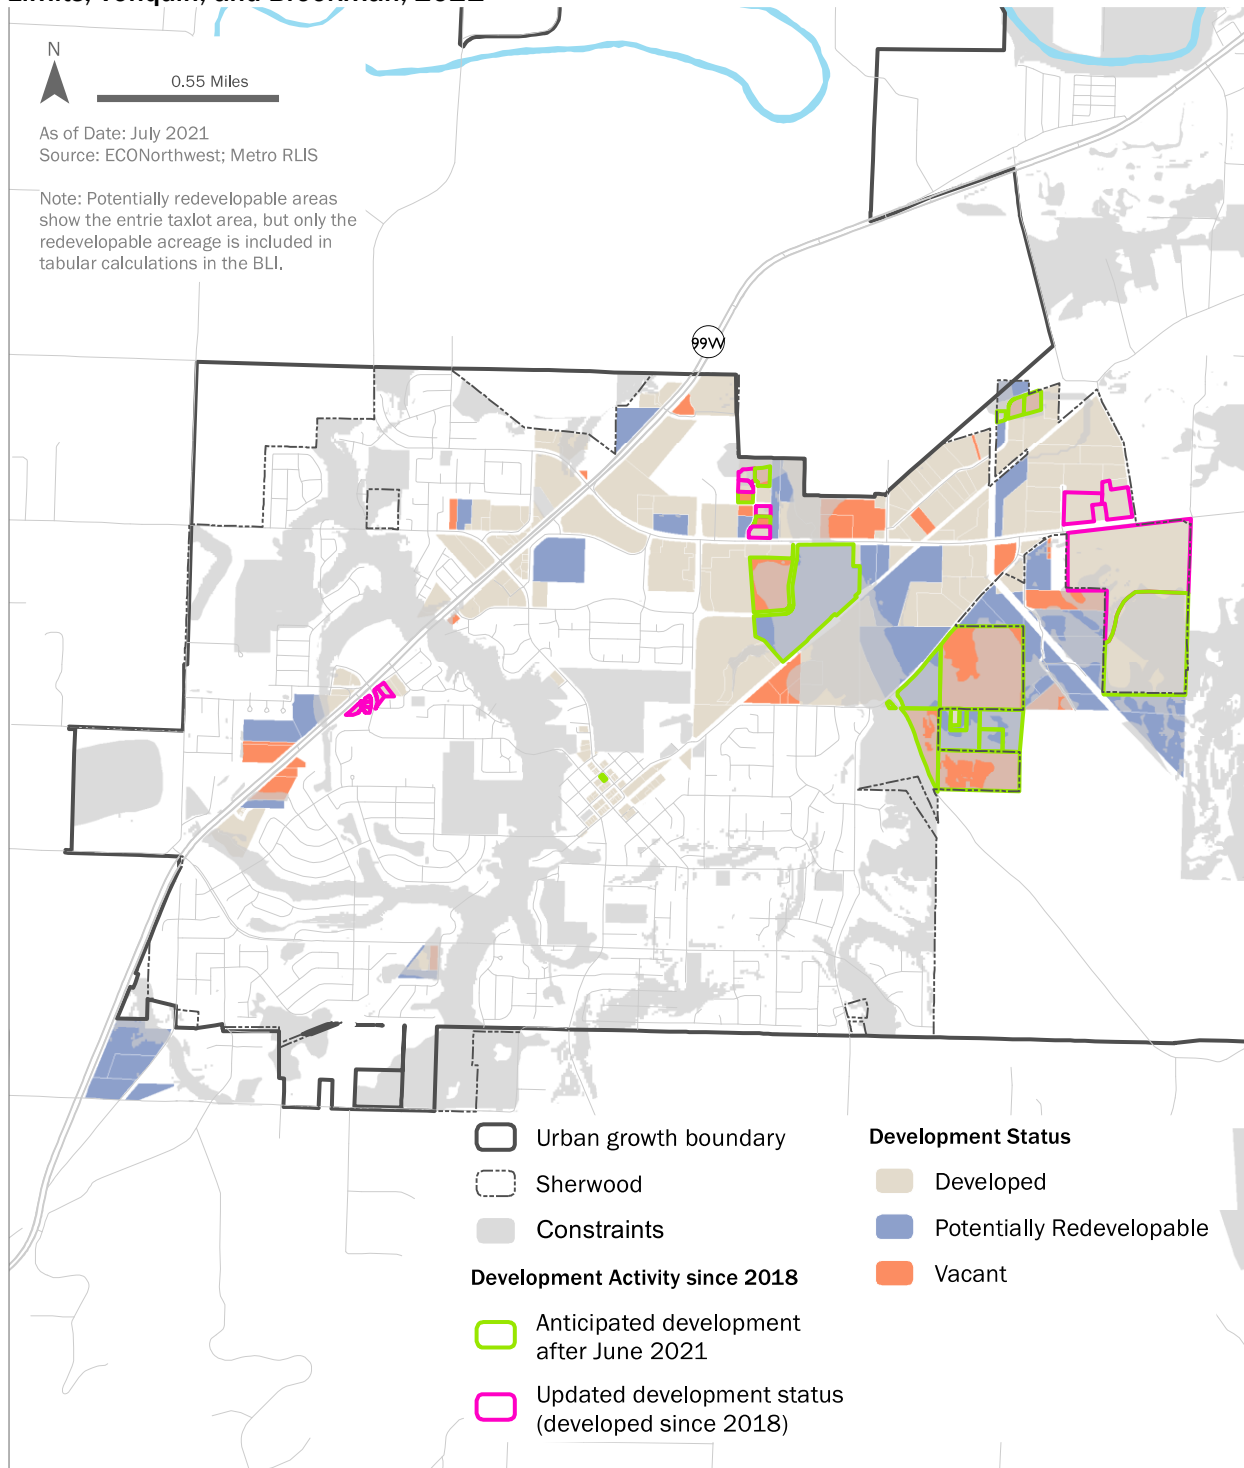 N
0.55 Miles
As of Date: July 2021
Source: ECONorthwest; Metro RLIS
Note: Potentially redevelopable areas
show the entrie taxlot area, but only the
redevelopable acreage is included in
tabular calculations in the BLI.
99W
Urban growth boundary
Sherwood
Constraints
Development Activity since 2018
Anticipated development
after June 2021
Updated development status
(developed since 2018)
Development Status
Developed
Potentially Redevelopable
Vacant